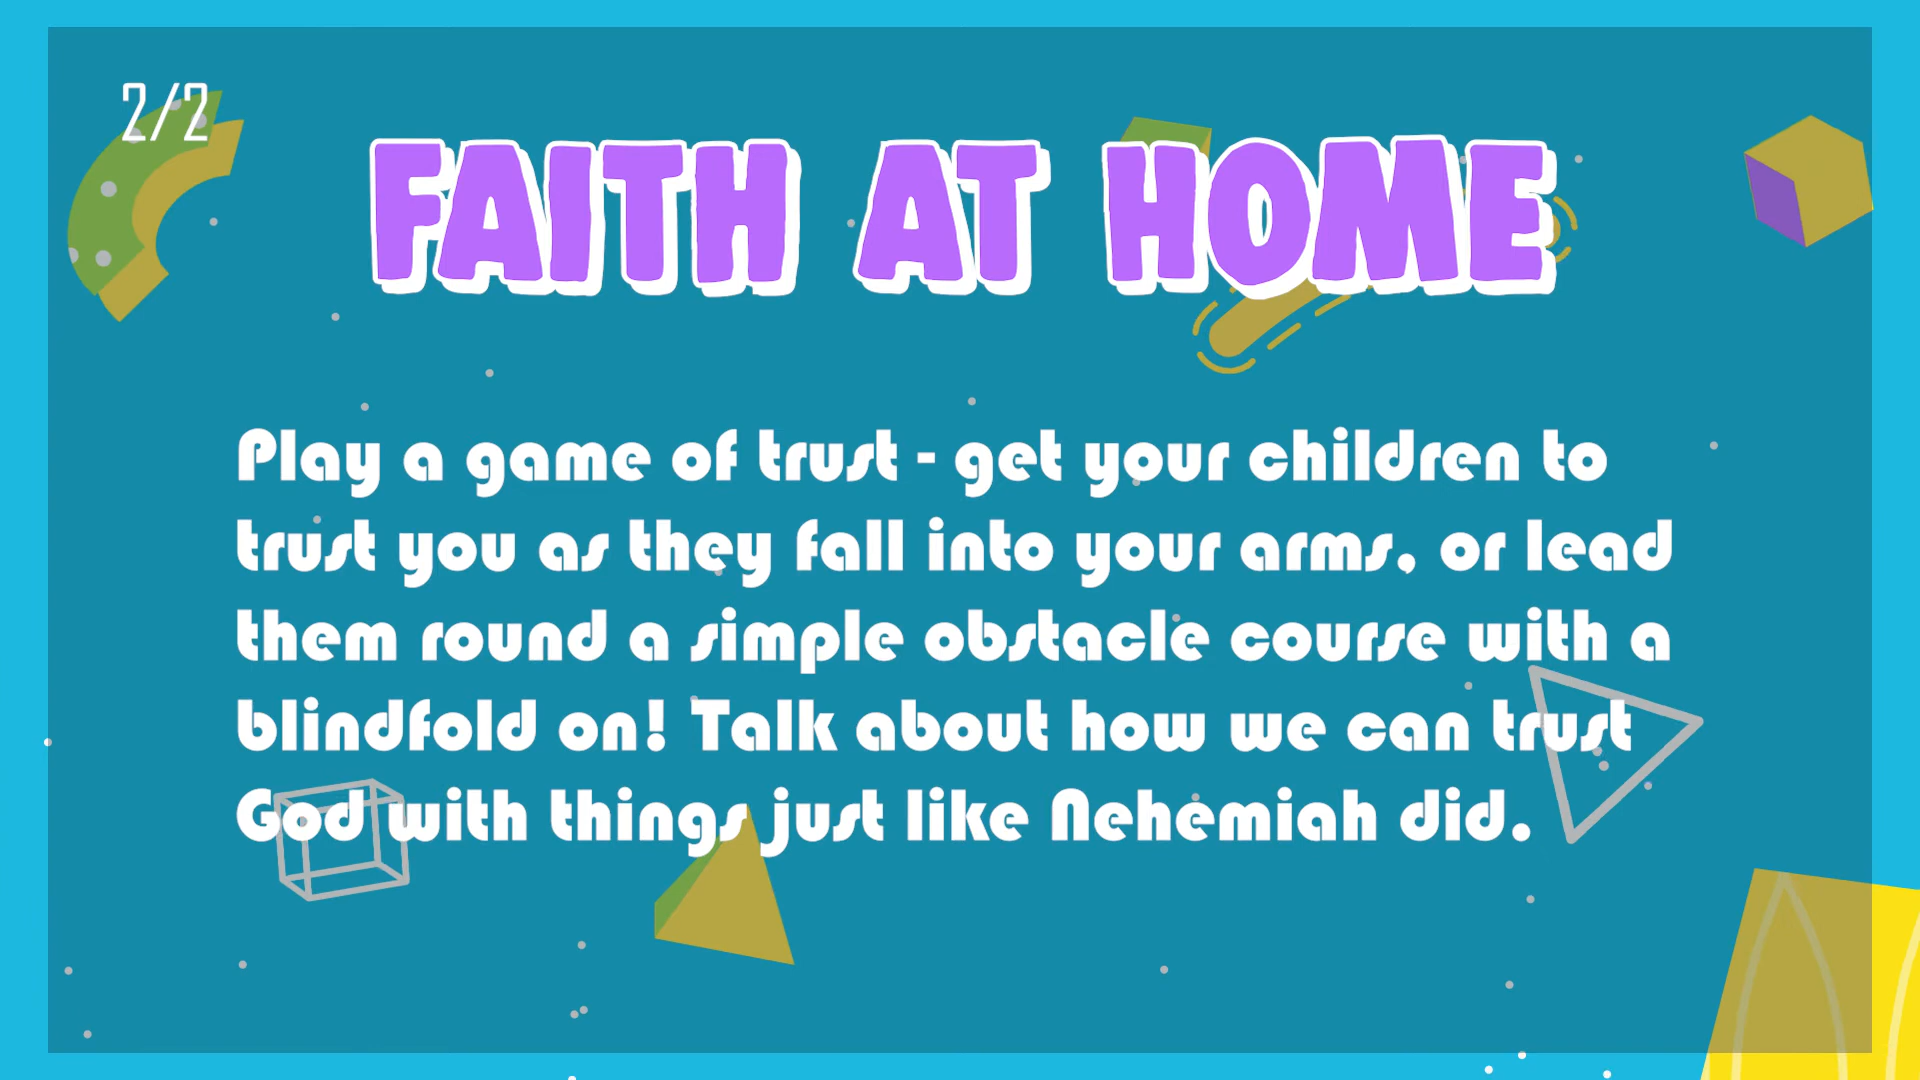 2/2
FAITH AT HOME
Play a game of trust - get your children to
trust you as they fall into your arms, or lead
them round a simple obstacle course with a
blindfold on! Talk about how we can trust
God with things just like Nehemiah did.